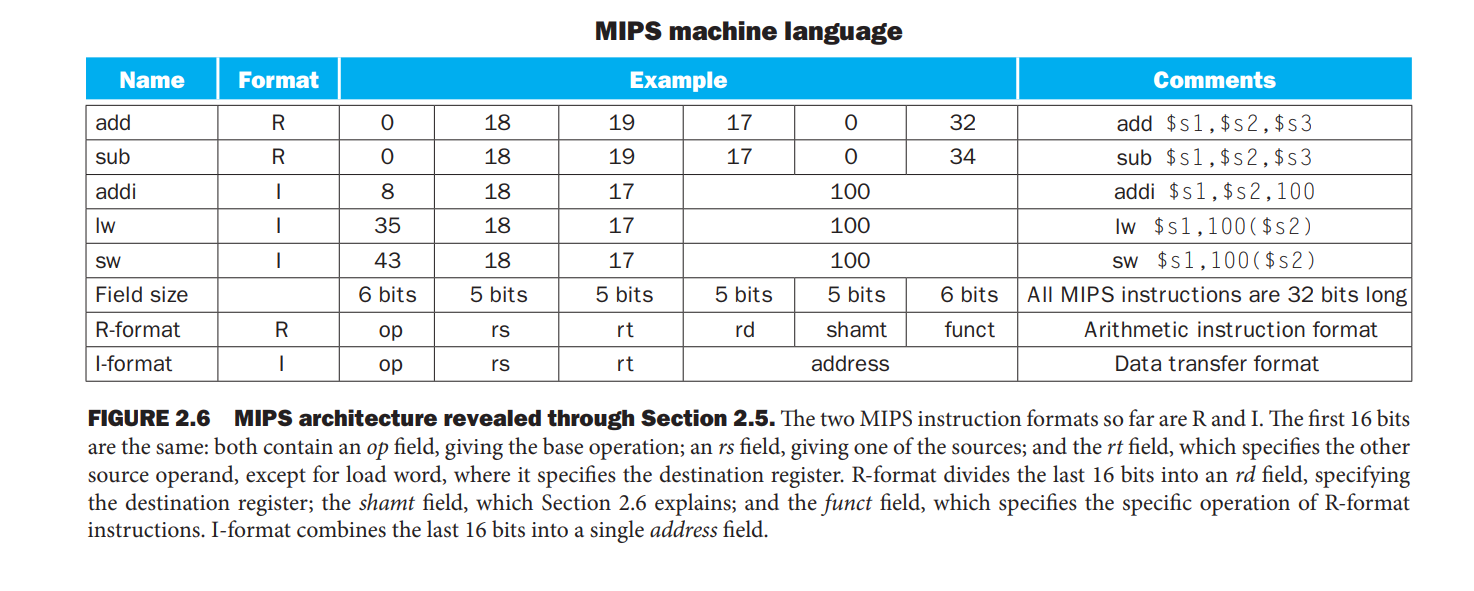 MIPS machine language
Name Format Example Comments
add R 0 18 19 17 0 32 add $s1,$s2,$s3
sub R 0 18 19 17 0 34 sub $s1,$s2,$s3
addi I 8 18 17 100 addi $s1,$s2,100
lw I 35 18 17 100 lw $s1,100($s2)
sw I 43 18 17 100 sw $s1,100($s2)
Field size 6 bits 5 bits 5 bits 5 bits 5 bits 6 bits All MIPS instructions are 32 bits long
R-format R op rs rt rd shamt funct Arithmetic instruction format
I-format I op rs rt address Data transfer format
FIGURE 2.6 MIPS architecture revealed through Section 2.5. The two MIPS instruction formats so far are R and I. The first 16 bits
are the same: both contain an op field, giving the base operation; an rs field, giving one of the sources; and the rt field, which specifies the other
source operand, except for load word, where it specifies the destination register. R-format divides the last 16 bits into an rd field, specifying
the destination register; the shamt field, which Section 2.6 explains; and the funct field, which specifies the specific operation of R-format
instructions. I-format combines the last 16 bits into a single address field.